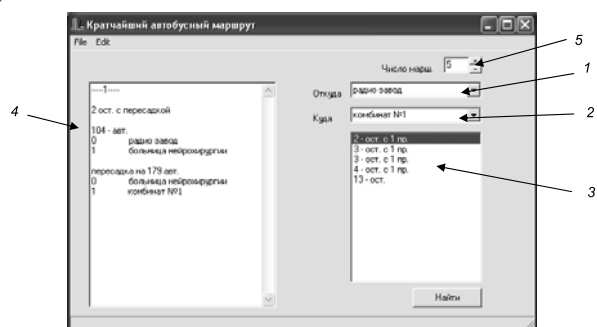 Кратчайший автобусный маршрут
File Edit
Число марш. 5
5
Откуда радио завод
1
Куда комбинат №1
2
4
----1----
2 ост. с пересадкой
104 - авт.
0 радио завод
1 больница нейрохирургии
пересадка на 179 авт.
0 больница нейрохирургии
1 комбинат №1
2 - ост. с 1 пр.
3 - ост. с 1 пр.
3 - ост. с 1 пр.
4 - ост. с 1 пр.
13 - ост.
3
Найти